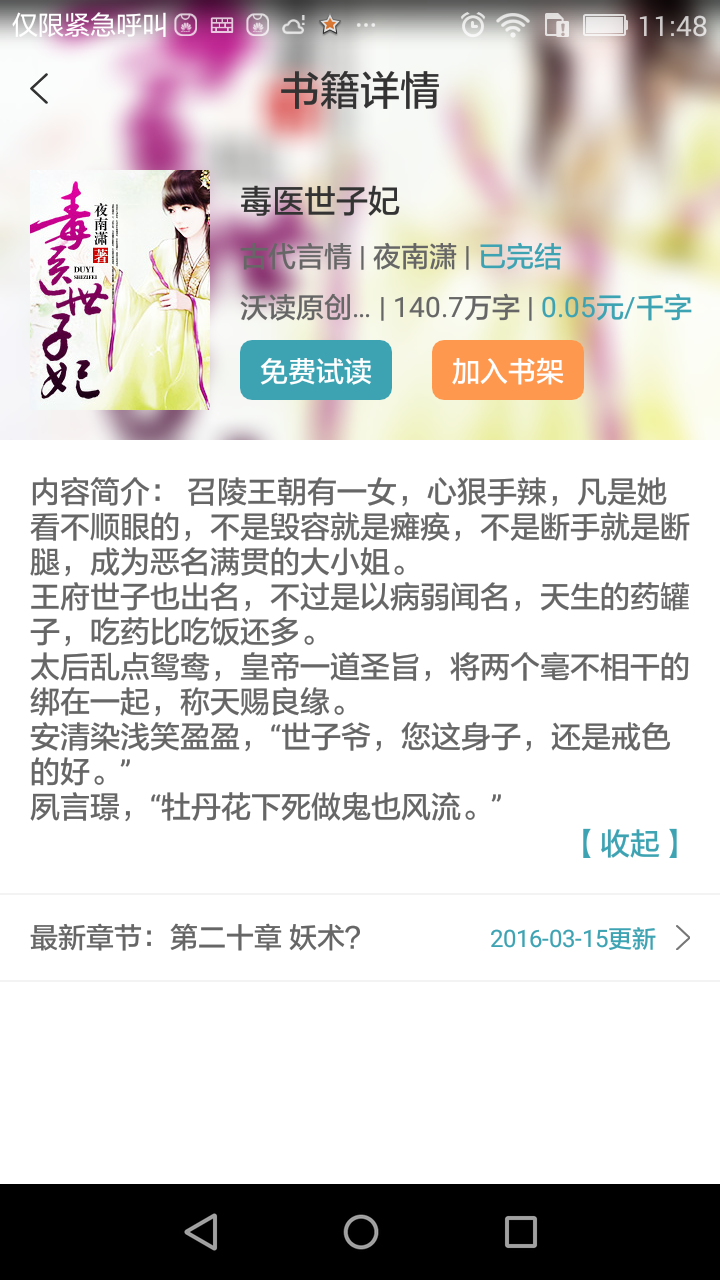 仅限紧急呼叫 11:48
书籍详情
毒医世子妃
夜南潇 著
DUYI
SHIZIFEI
毒医世子妃
古代言情 | 夜南潇 | 已完结
沃读原创... | 140.7万字 | 0.05元/千字
免费试读 加入书架
内容简介： 召陵王朝有一女，心狠手辣，凡是她
看不顺眼的，不是毁容就是瘫痪，不是断手就是断
腿，成为恶名满贯的大小姐。
王府世子也出名，不过是以病弱闻名，天生的药罐
子，吃药比吃饭还多。
太后乱点鸳鸯，皇帝一道圣旨，将两个毫不相干的
绑在一起，称天赐良缘。
安清染浅笑盈盈，“世子爷，您这身子，还是戒色
的好。”
夙言璟，“牡丹花下死做鬼也风流。”
【 收起 】
最新章节：第二十章 妖术？ 2016-03-15更新